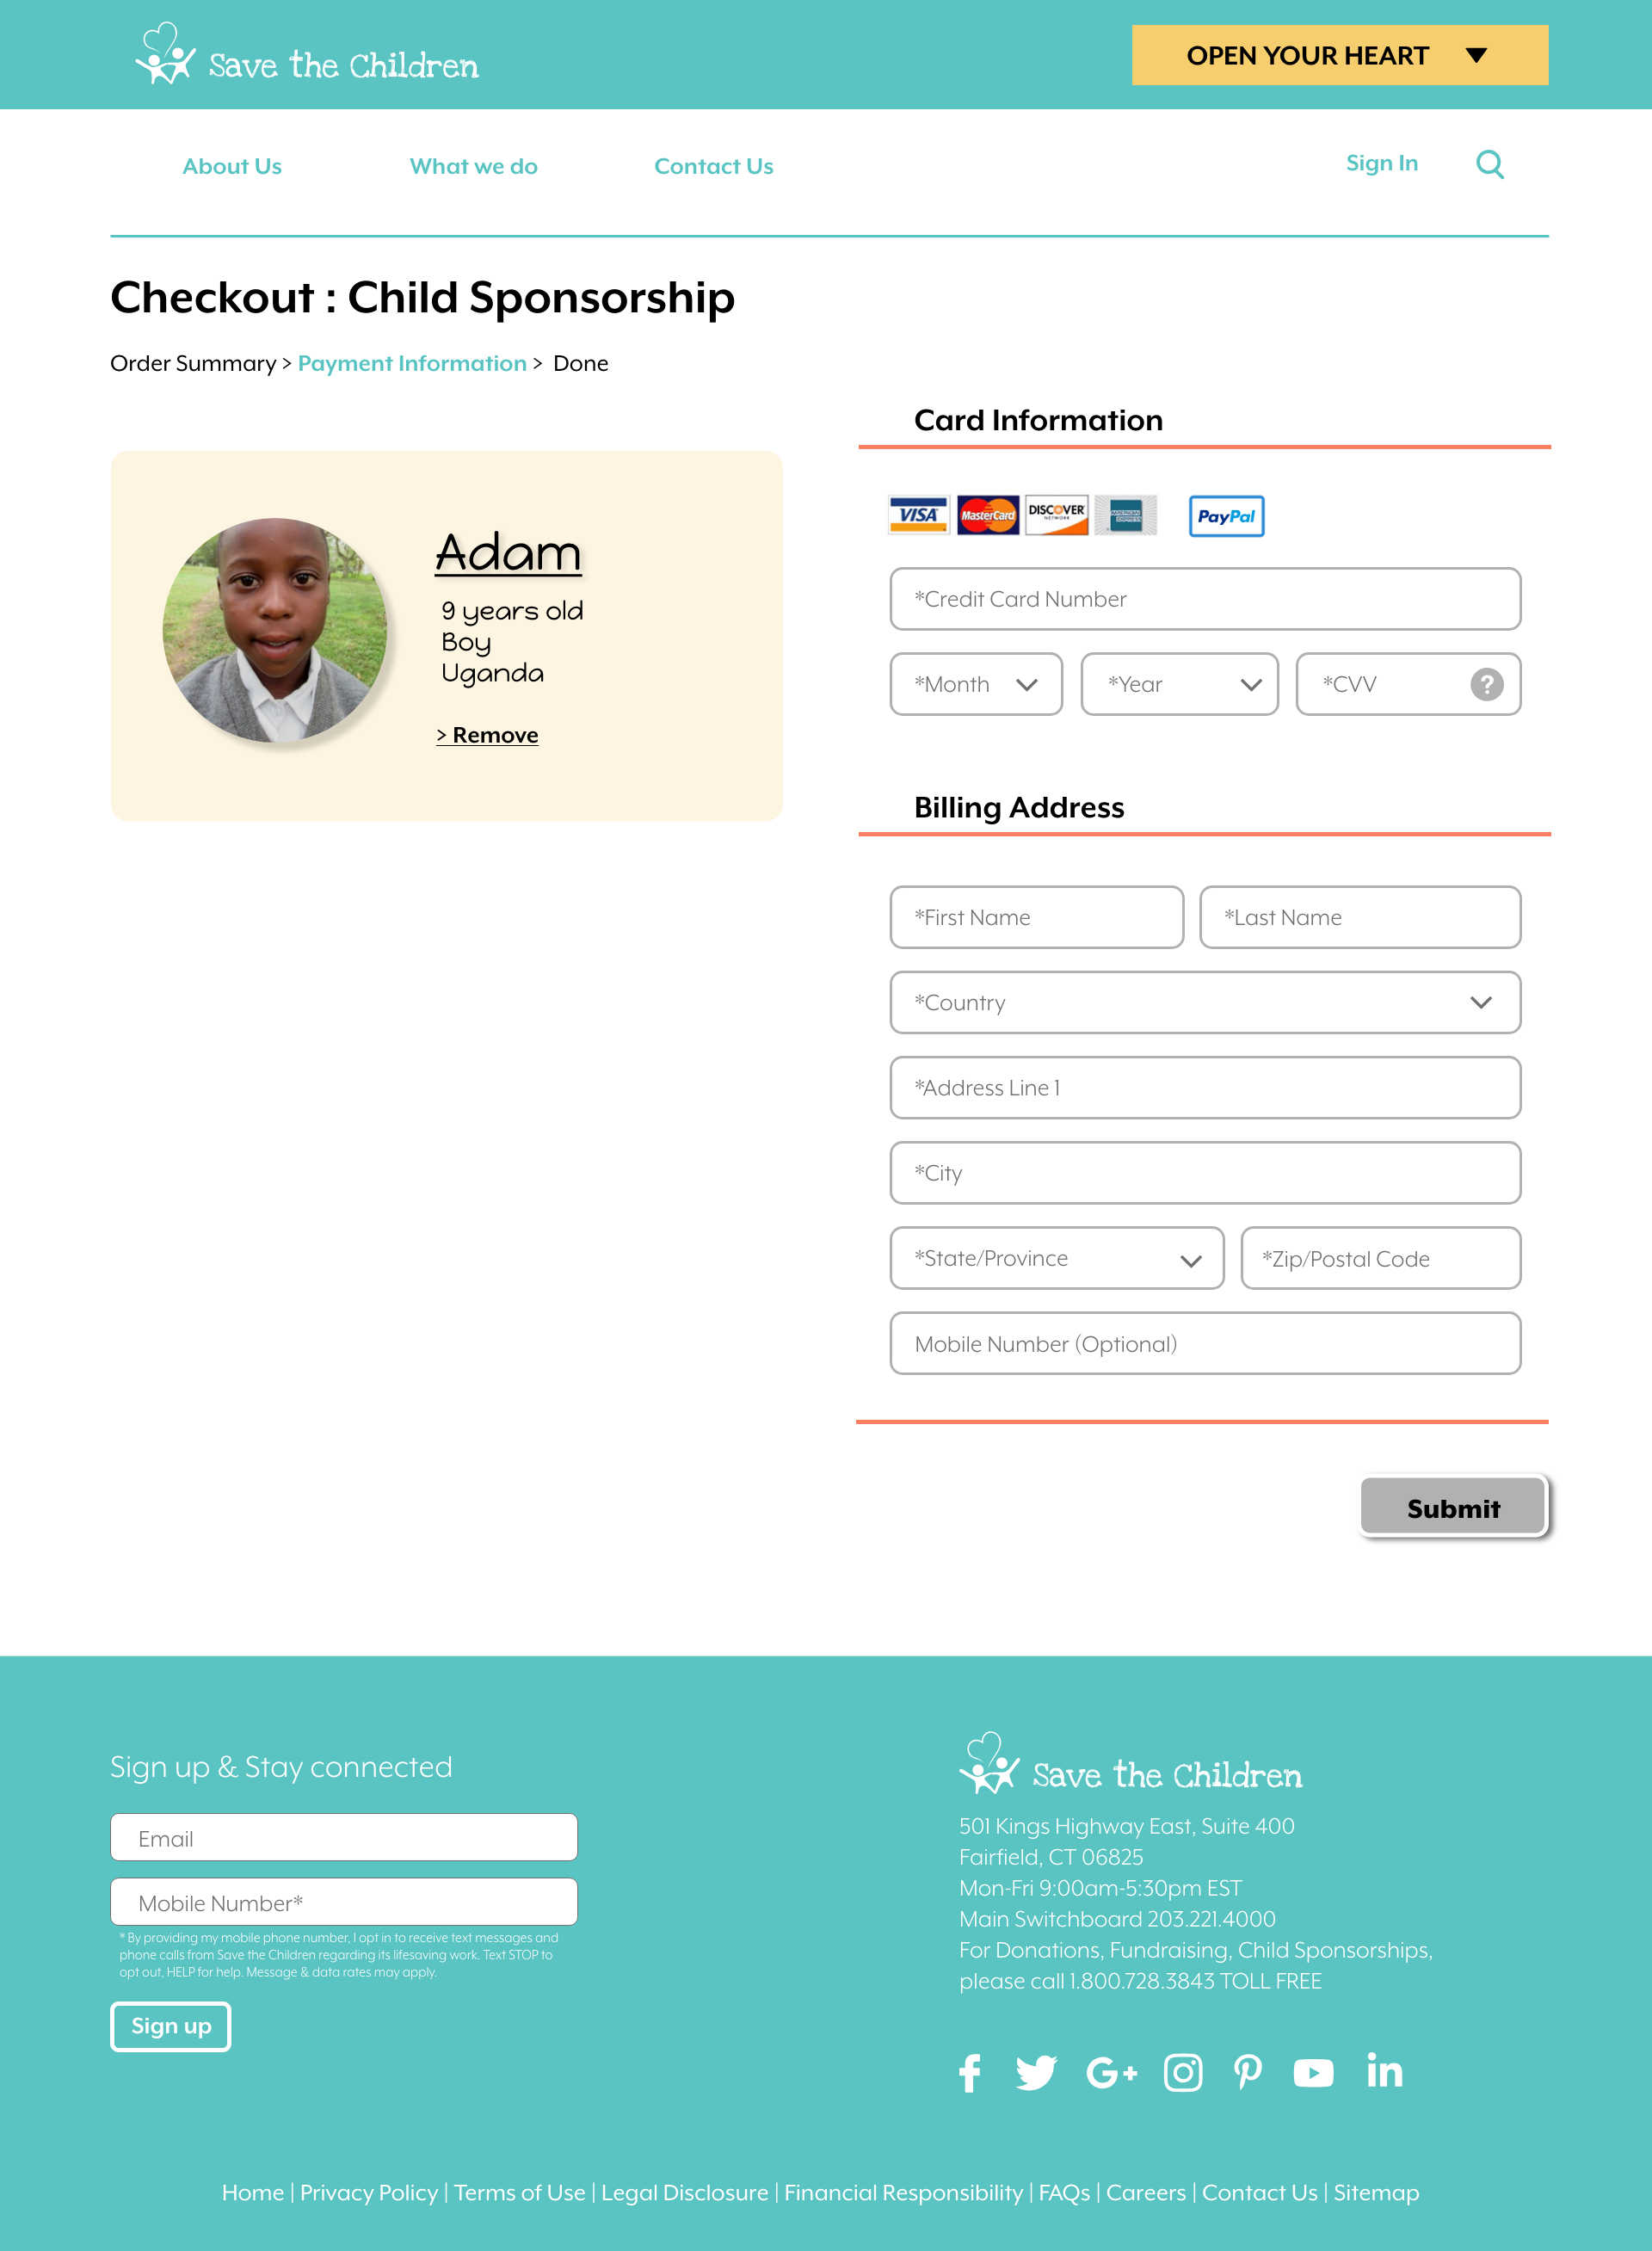 Save the Children
OPEN YOUR HEART
About Us
What we do
Contact Us
Sign In
Checkout : Child Sponsorship
Order Summary > Payment Information > Done
Adam
9 years old
Boy
Uganda
> Remove
Card Information
VISA MasterCard DISCOVER NETWORK AMERICAN EXPRESS PayPal
*Credit Card Number
*Month
*Year
*CVV
?
Billing Address
*First Name
*Last Name
*Country
*Address Line 1
*City
*State/Province
*Zip/Postal Code
Mobile Number (Optional)
Submit
Sign up & Stay connected
Email
Mobile Number*
* By providing my mobile phone number, I opt in to receive text messages and
phone calls from Save the Children regarding its lifesaving work. Text STOP to
opt out, HELP for help. Message & data rates may apply.
Sign up
Save the Children
501 Kings Highway East, Suite 400
Fairfield, CT 06825
Mon-Fri 9:00am-5:30pm EST
Main Switchboard 203.221.4000
For Donations, Fundraising, Child Sponsorships,
please call 1.800.728.3843 TOLL FREE
f G+ in
Home | Privacy Policy | Terms of Use | Legal Disclosure | Financial Responsibility | FAQs | Careers | Contact Us | Sitemap